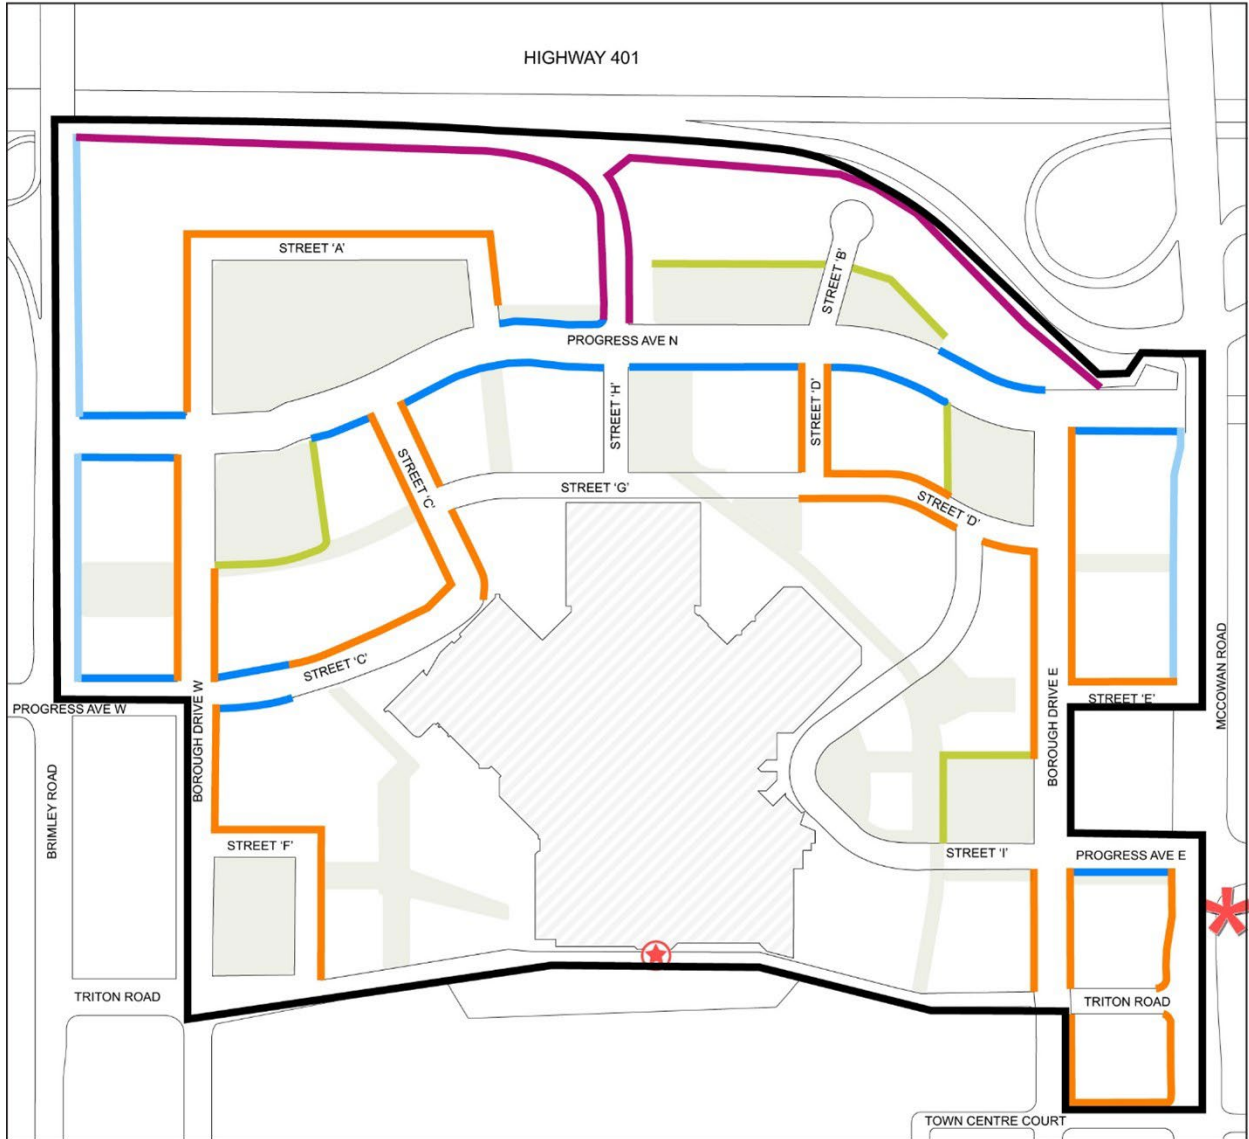 HIGHWAY 401
STREET 'A'
STREET 'B'
PROGRESS AVE N
STREET 'H'
STREET 'D'
STREET 'C'
STREET 'G'
STREET 'D'
STREET 'C'
STREET 'E'
PROGRESS AVE W
BOROUGH DRIVE W
BOROUGH DRIVE E
MCCOWAN ROAD
BRIMLEY ROAD
STREET 'F'
STREET 'I'
PROGRESS AVE E
TRITON ROAD
TRITON ROAD
TOWN CENTRE COURT